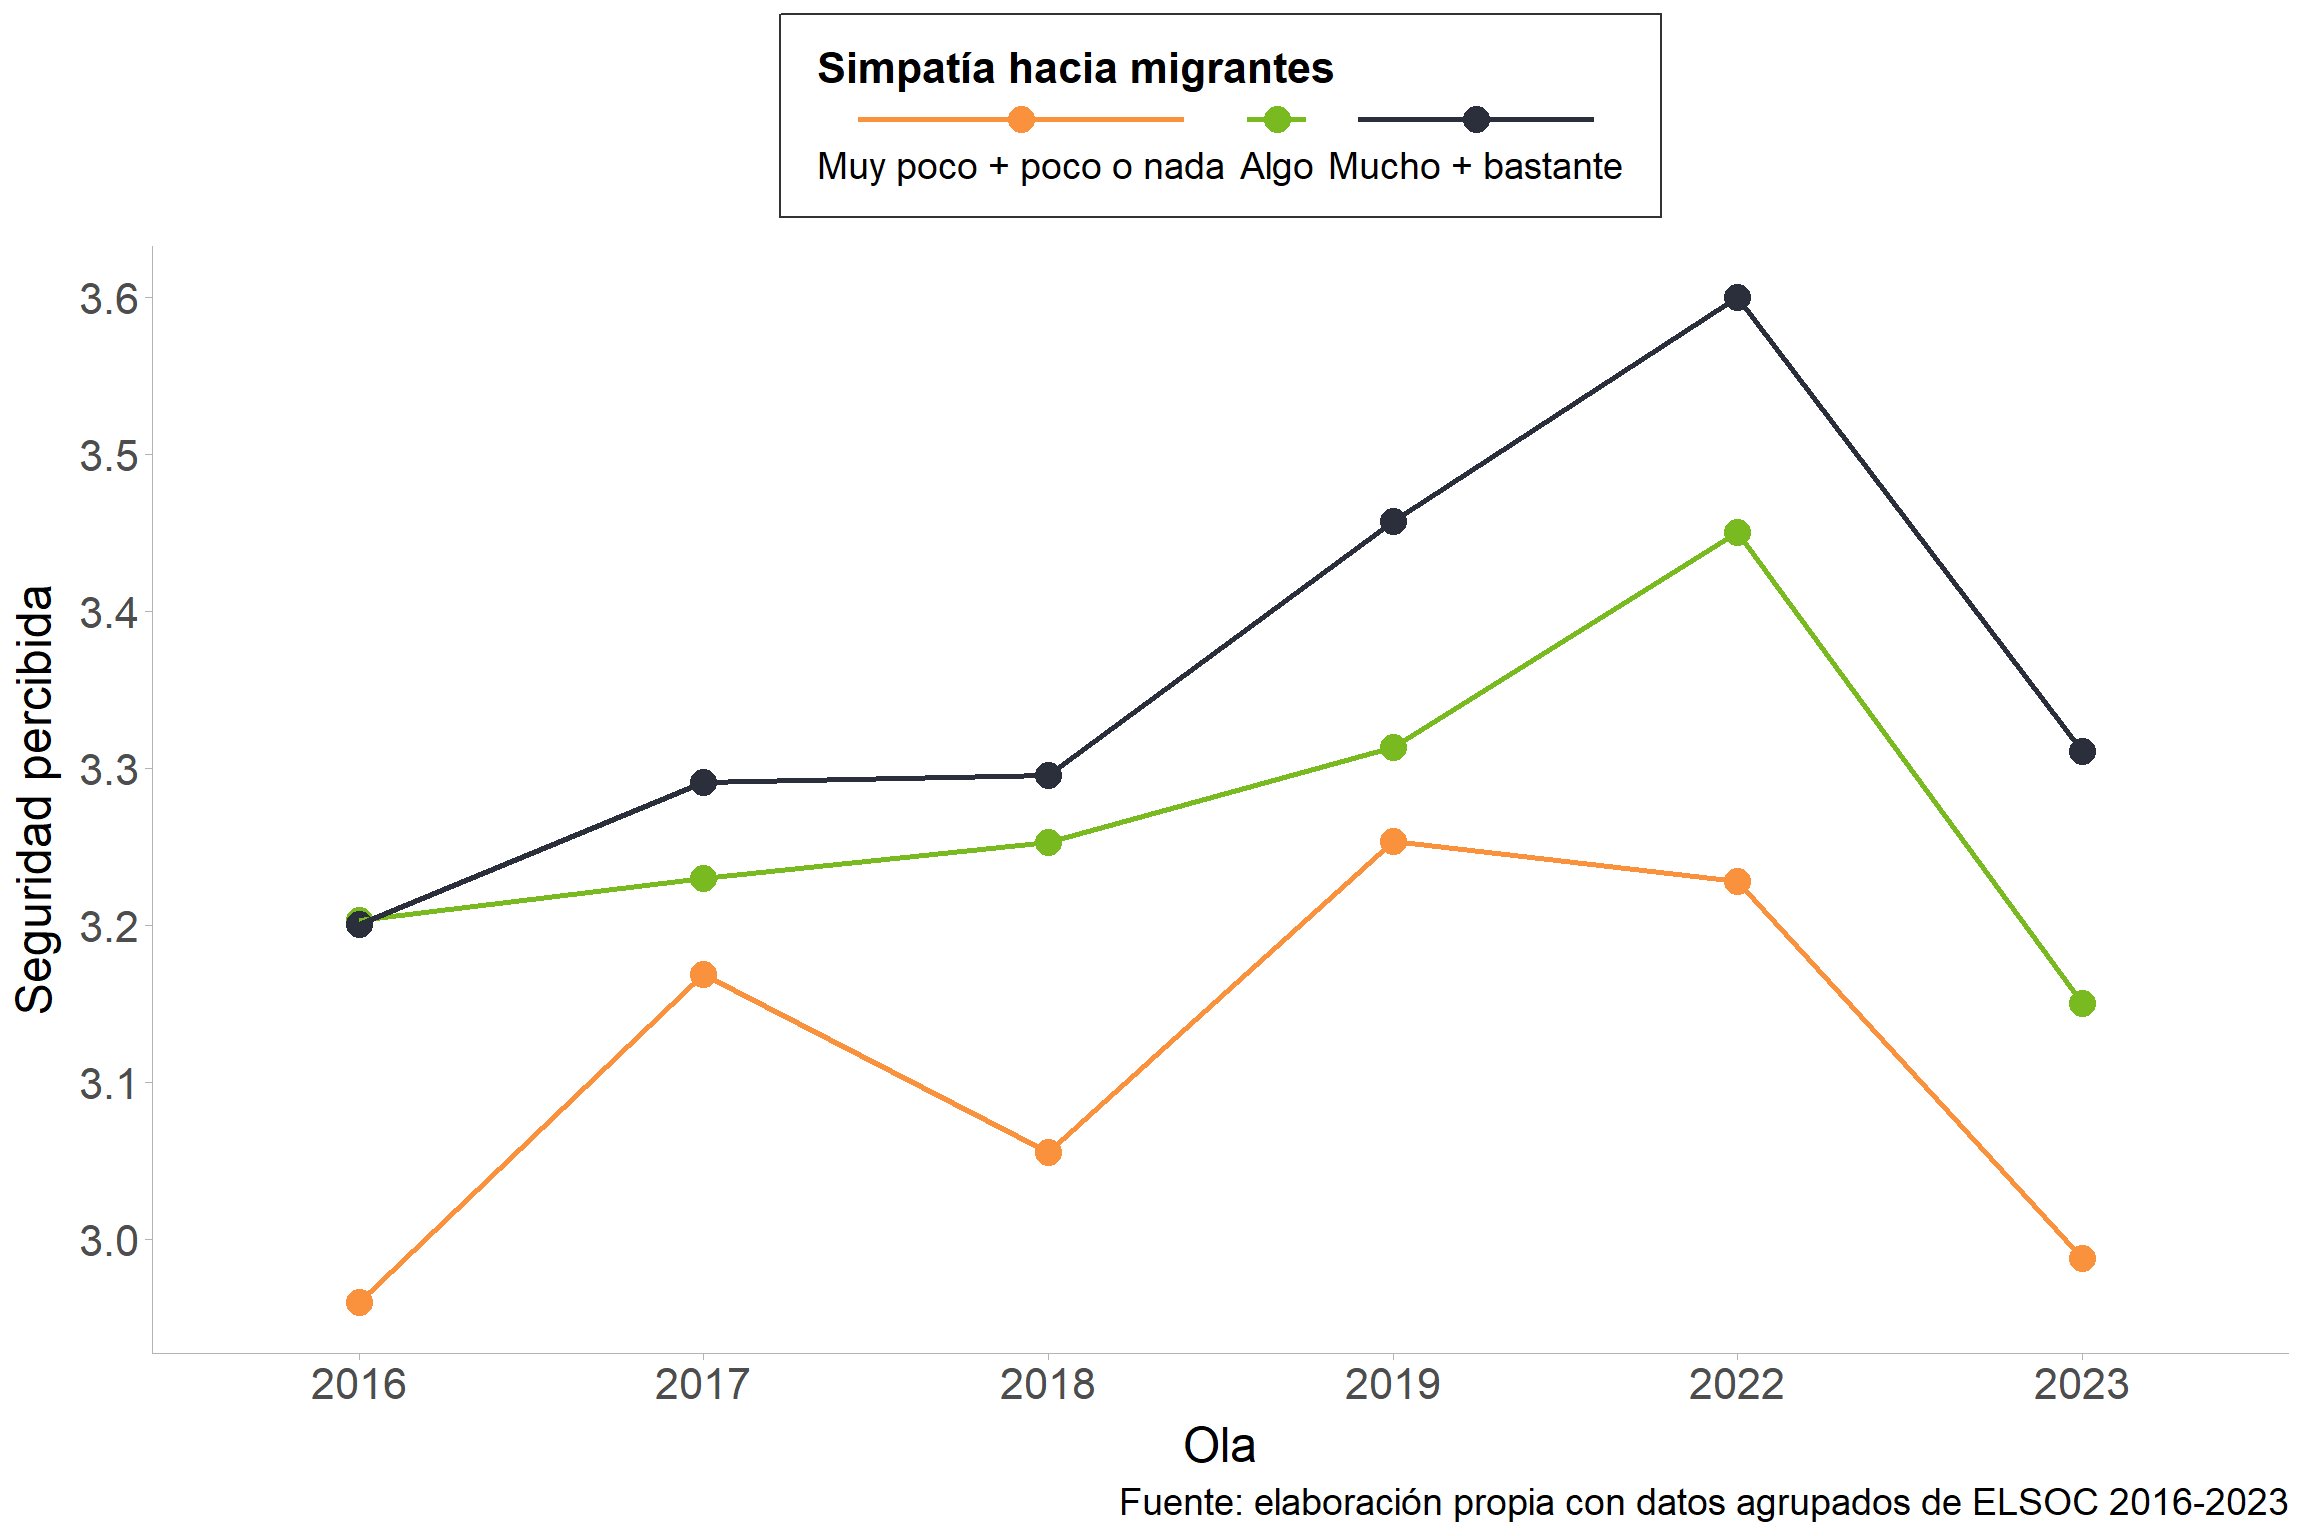 Simpatía hacia migrantes
Muy poco + poco o nada Algo Mucho + bastante
3.6
3.5
3.4
3.3
3.2
3.1
3.0
Seguridad percibida
2016 2017 2018 2019 2022 2023
Ola
Fuente: elaboración propia con datos agrupados de ELSOC 2016-2023